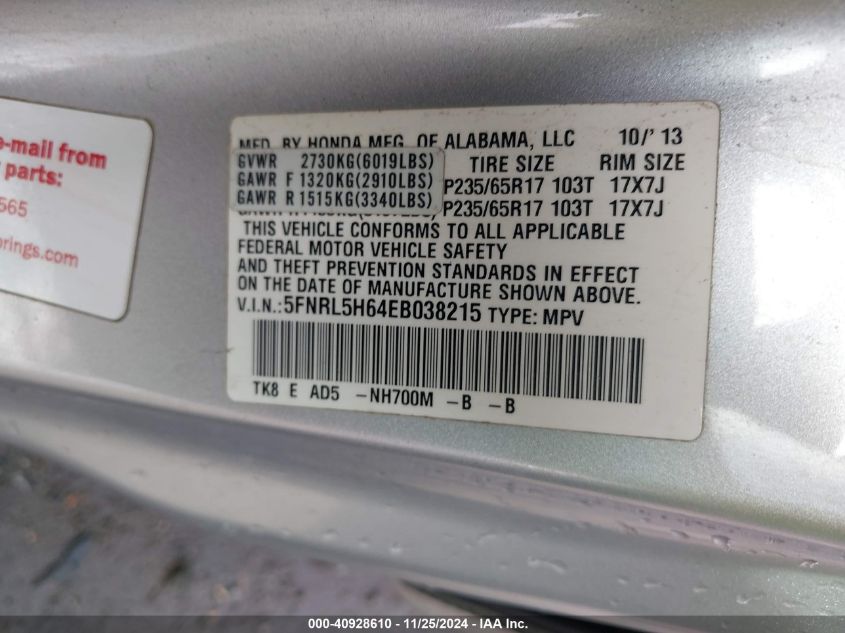 e-mail from
parts:
565
prings.com
MFD. BY HONDA MFG. OF ALABAMA, LLC 10/'13
GVWR 2730KG(6019LBS) TIRE SIZE RIM SIZE
GAWR F 1320KG(2910LBS) P235/65R17 103T 17X7J
GAWR R 1515KG(3340LBS) P235/65R17 103T 17X7J
THIS VEHICLE CONFORMS TO ALL APPLICABLE
FEDERAL MOTOR VEHICLE SAFETY
AND THEFT PREVENTION STANDARDS IN EFFECT
ON THE DATE OF MANUFACTURE SHOWN ABOVE.
V.I.N.:5FNRL5H64EB038215 TYPE: MPV
TK8 E AD5 -NH700M -B -B
000-40928610 - 11/25/2024 - IAA Inc.